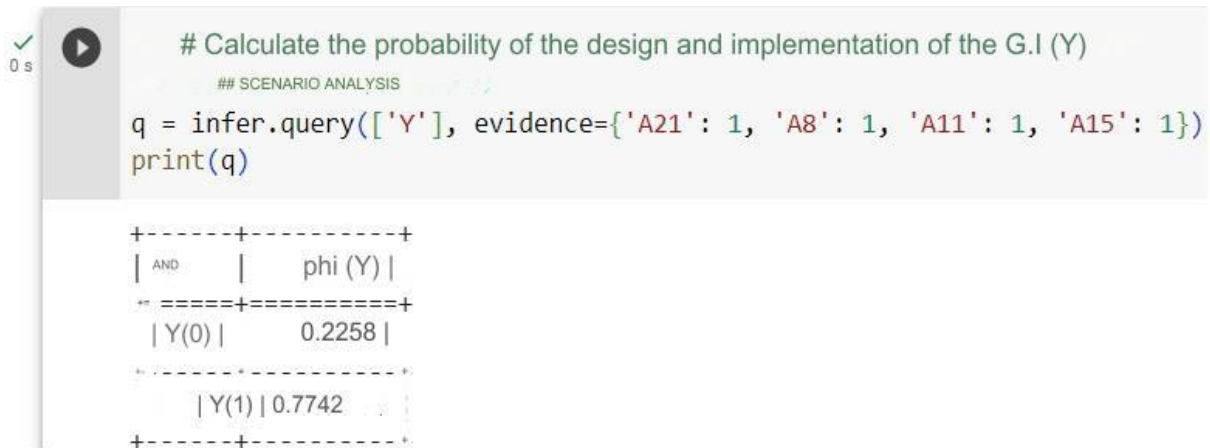 0 s
# Calculate the probability of the design and implementation of the G.I (Y)
## SCENARIO ANALYSIS
q = infer.query(['Y'], evidence={'A21': 1, 'A8': 1, 'A11': 1, 'A15': 1})
print(q)
+------+----------+
| AND | phi (Y) |
+= =====+==========+
| Y(0) | 0.2258 |
+- ------+----------+
| Y(1) | 0.7742
+------+----------+